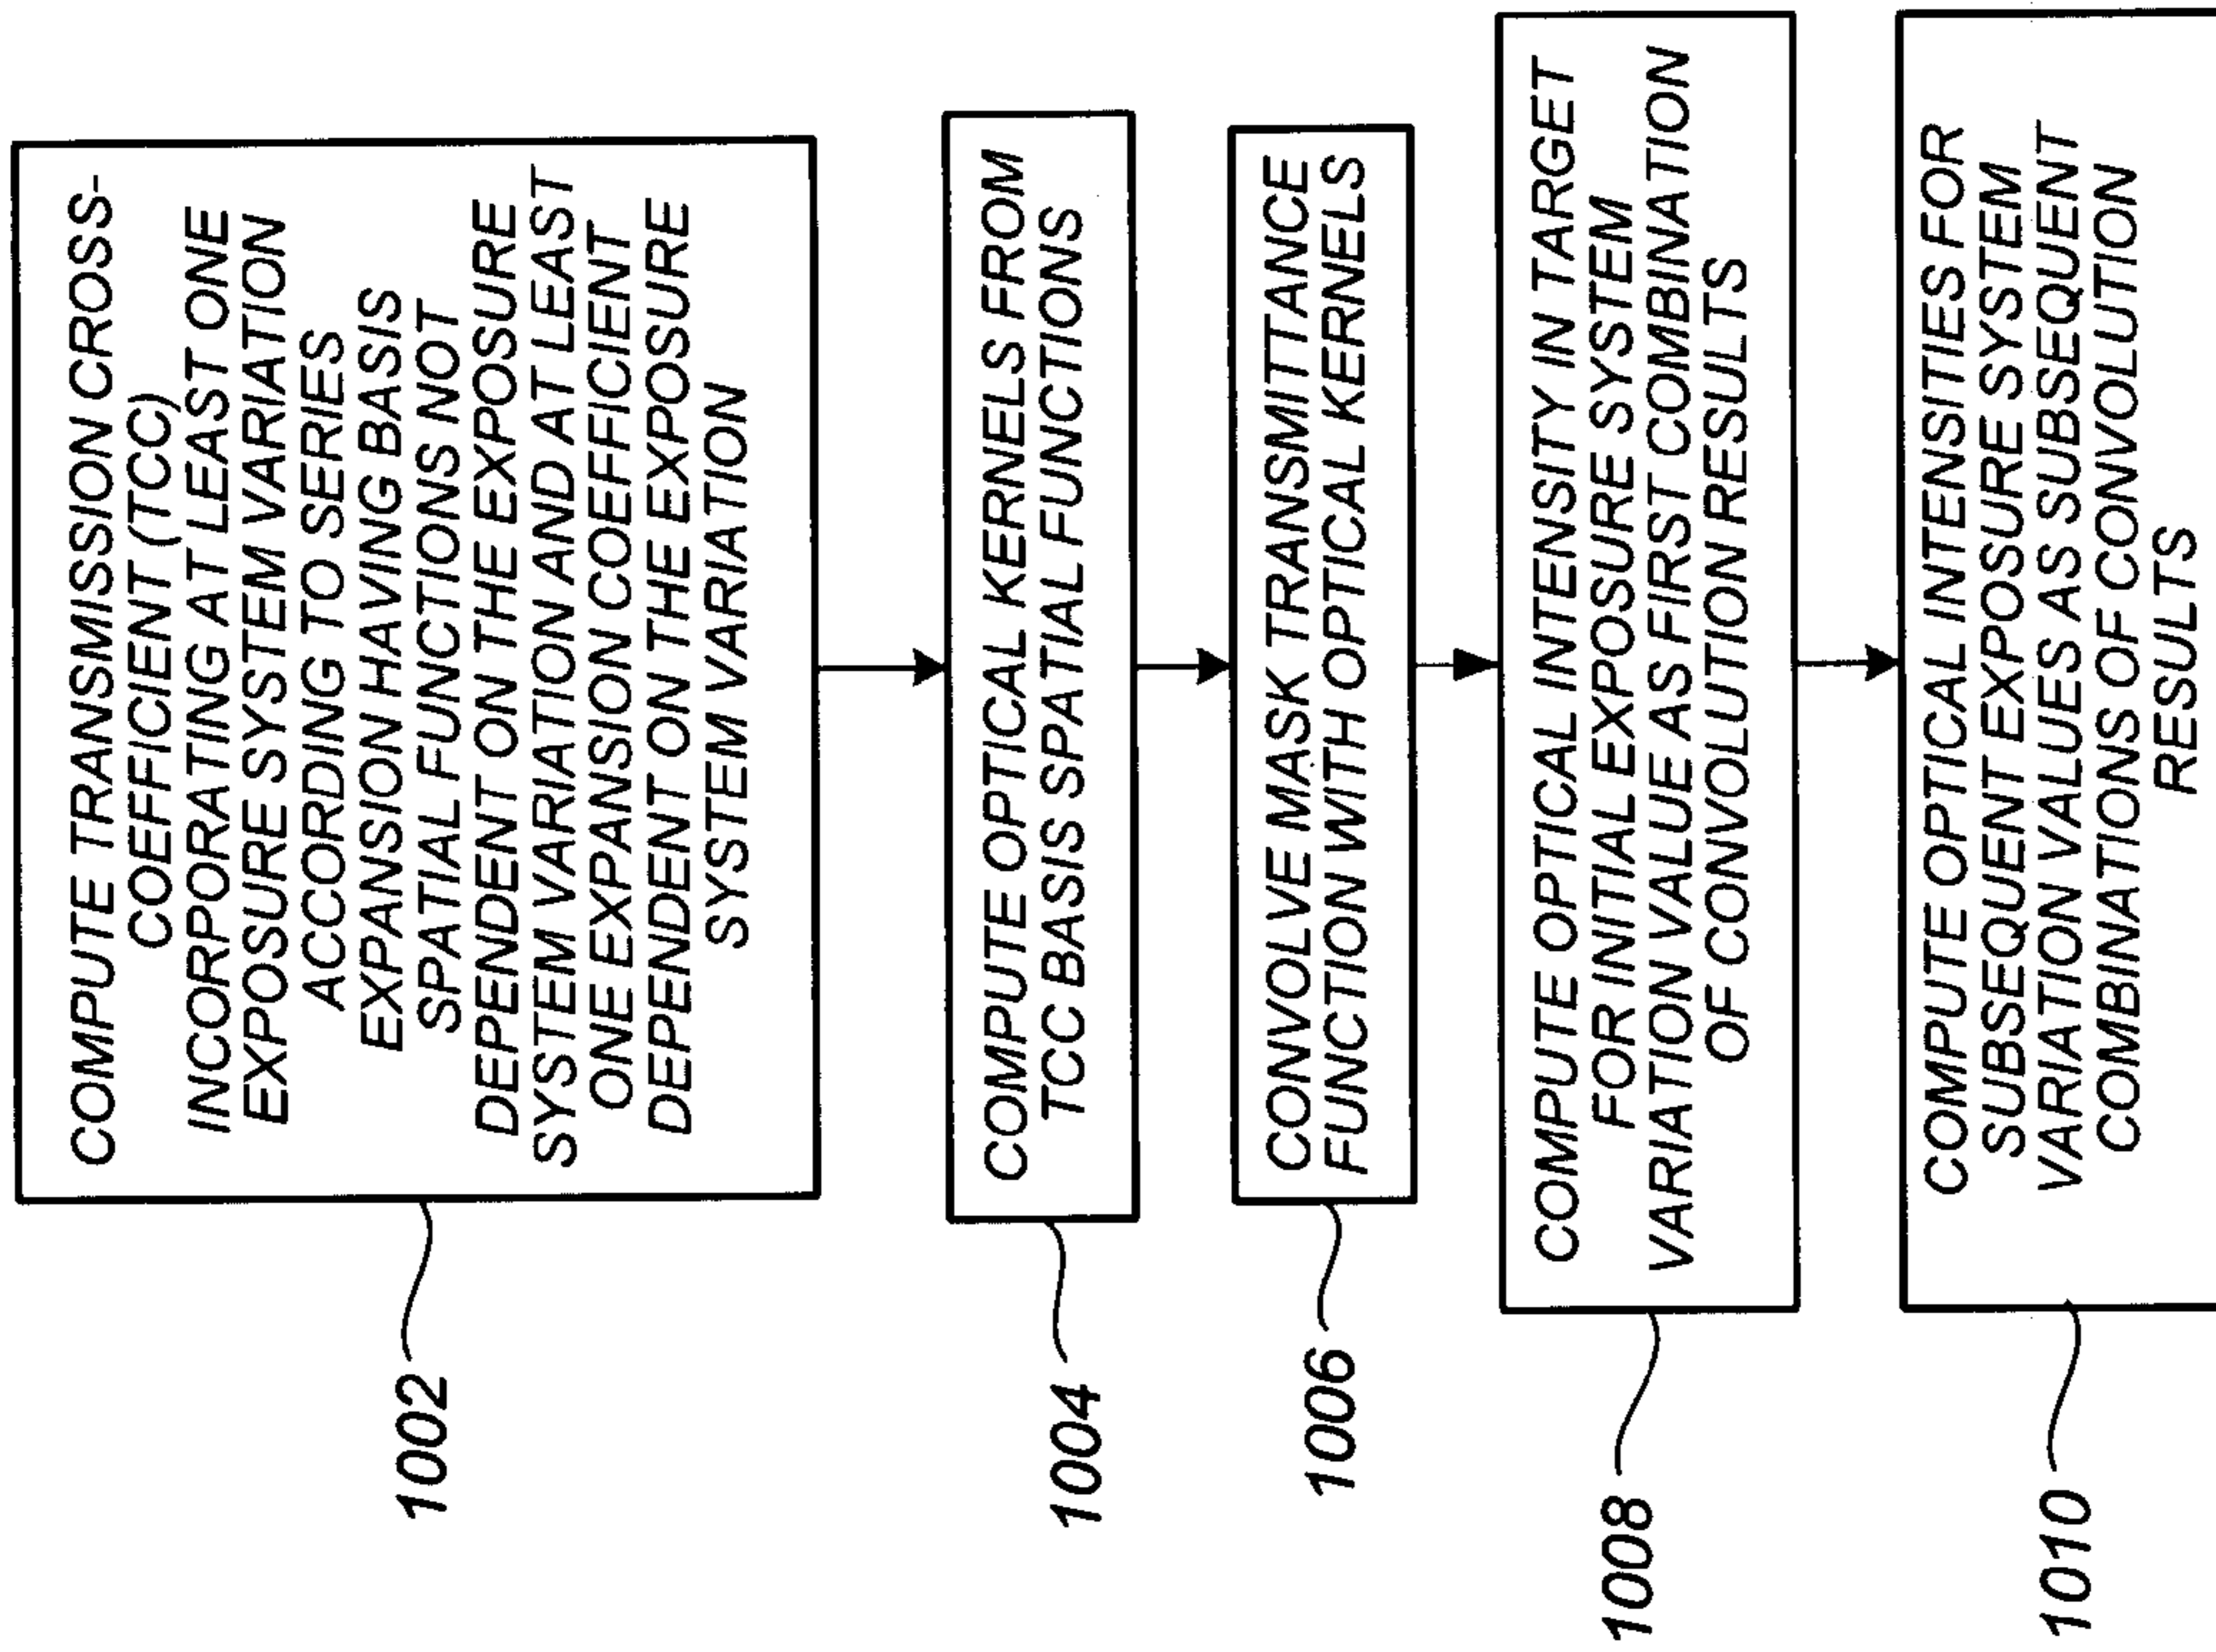 COMPUTE TRANSMISSION CROSS-
COEFFICIENT (TCC)
INCORPORATING AT LEAST ONE
EXPOSURE SYSTEM VARIATION
ACCORDING TO SERIES
EXPANSION HAVING BASIS
SPATIAL FUNCTIONS NOT
DEPENDENT ON THE EXPOSURE
SYSTEM VARIATION AND AT LEAST
ONE EXPANSION COEFFICIENT
DEPENDENT ON THE EXPOSURE
SYSTEM VARIATION
1002
COMPUTE OPTICAL KERNELS FROM
TCC BASIS SPATIAL FUNCTIONS
1004
CONVOLVE MASK TRANSMITTANCE
FUNCTION WITH OPTICAL KERNELS
1006
COMPUTE OPTICAL INTENSITY IN TARGET
FOR INITIAL EXPOSURE SYSTEM
VARIATION VALUE AS FIRST COMBINATION
OF CONVOLUTION RESULTS
1008
COMPUTE OPTICAL INTENSITIES FOR
SUBSEQUENT EXPOSURE SYSTEM
VARIATION VALUES AS SUBSEQUENT
COMBINATIONS OF CONVOLUTION
RESULTS
1010